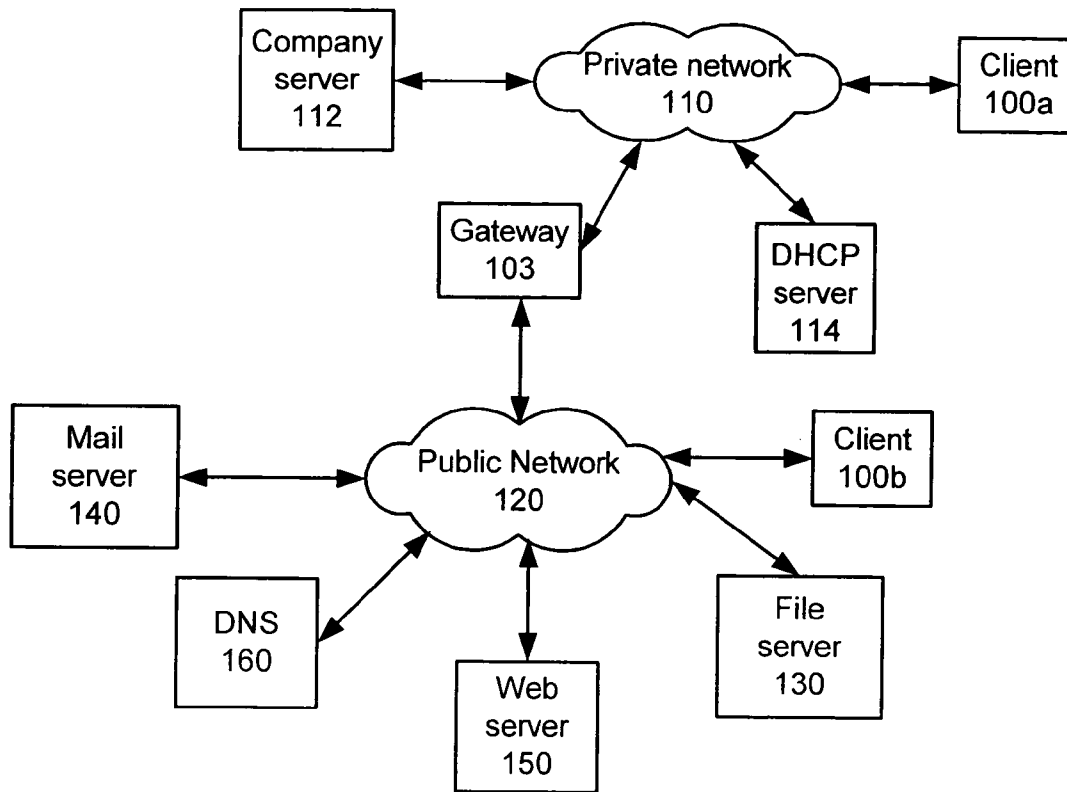 Company
server
112
Private network
110
Client
100a
Gateway
103
DHCP
server
114
Mail
server
140
Public Network
120
Client
100b
DNS
160
Web
server
150
File
server
130